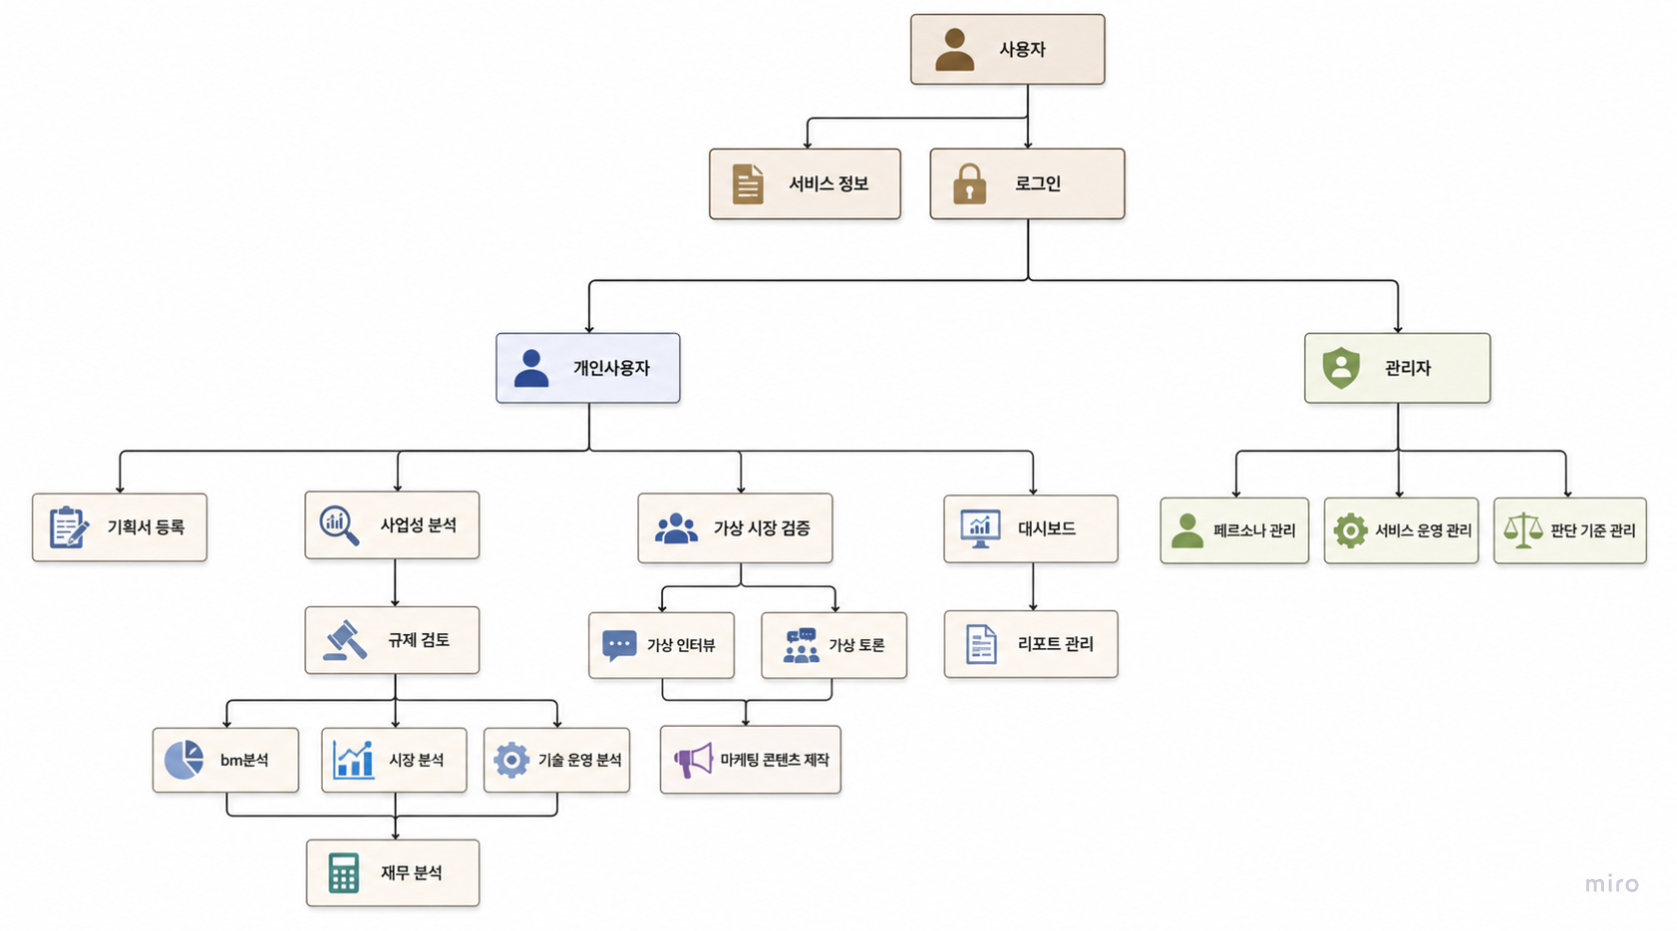 사용자
서비스 정보
로그인
개인사용자
관리자
기획서 등록
사업성 분석
가상 시장 검증
대시보드
페르소나 관리
서비스 운영 관리
판단 기준 관리
규제 검토
가상 인터뷰
가상 토론
리포트 관리
bm분석
시장 분석
기술 운영 분석
마케팅 콘텐츠 제작
재무 분석
miro